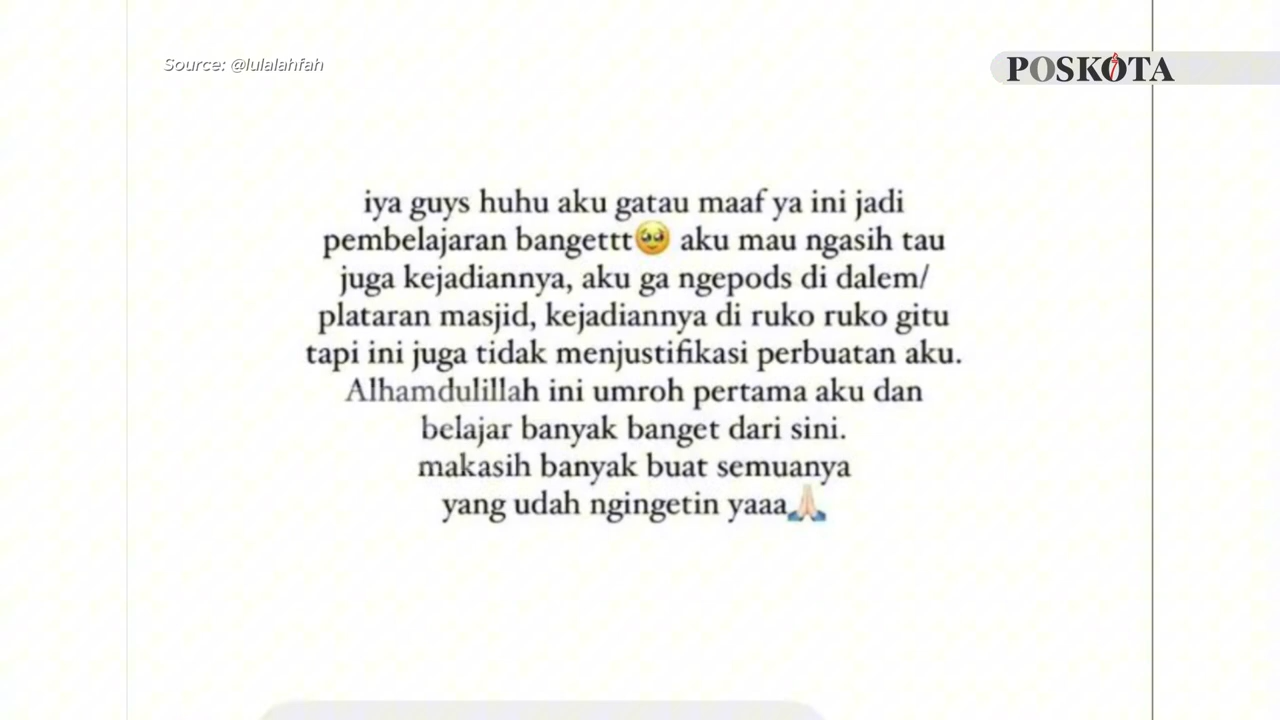 Source: @lulalahfah
POSKOTA
iya guys huhu aku gatau maaf ya ini jadi
pembelajaran bangettt🥹 aku mau ngasih tau
juga kejadiannya, aku ga ngepods di dalem/
plataran masjid, kejadiannya di ruko ruko gitu
tapi ini juga tidak menjustifikasi perbuatan aku.
Alhamdulillah ini umroh pertama aku dan
belajar banyak banget dari sini.
makasih banyak buat semuanya
yang udah ngingetin yaaa🙏🏻